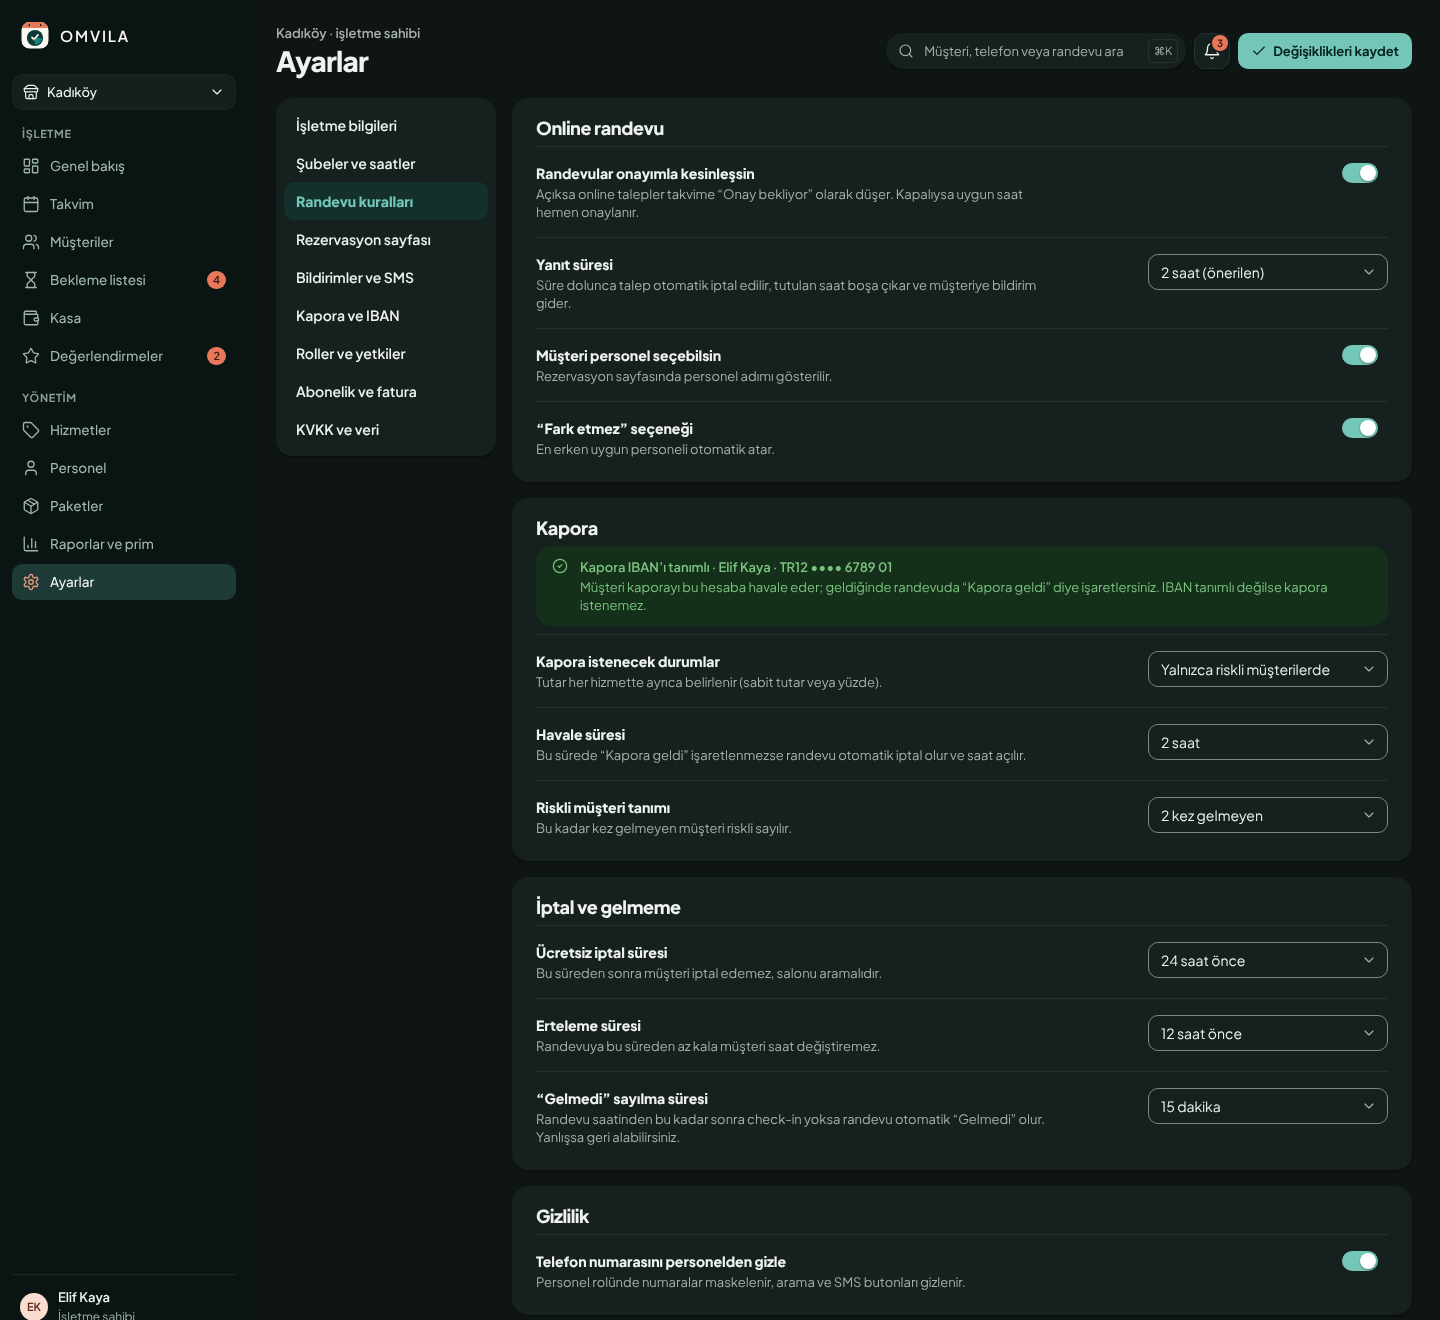 OMVILA
Kadıköy
İŞLETME
Genel bakış
Takvim
Müşteriler
Bekleme listesi
4
Kasa
Değerlendirmeler
2
YÖNETİM
Hizmetler
Personel
Paketler
Raporlar ve prim
Ayarlar
EK
Elif Kaya
İşletme sahibi
Kadıköy · işletme sahibi
Ayarlar
Müşteri, telefon veya randevu ara
⌘K
3
Değişiklikleri kaydet
İşletme bilgileri
Şubeler ve saatler
Randevu kuralları
Rezervasyon sayfası
Bildirimler ve SMS
Kapora ve IBAN
Roller ve yetkiler
Abonelik ve fatura
KVKK ve veri
Online randevu
Randevular onayımla kesinleşsin
Açıksa online talepler takvime “Onay bekliyor” olarak düşer. Kapalıysa uygun saat
hemen onaylanır.
Yanıt süresi
Süre dolunca talep otomatik iptal edilir, tutulan saat boşa çıkar ve müşteriye bildirim
gider.
2 saat (önerilen)
Müşteri personel seçebilsin
Rezervasyon sayfasında personel adımı gösterilir.
“Fark etmez” seçeneği
En erken uygun personeli otomatik atar.
Kapora
Kapora IBAN’ı tanımlı · Elif Kaya · TR12 •••• 6789 01
Müşteri kaporayı bu hesaba havale eder; geldiğinde randevuda “Kapora geldi” diye işaretlersiniz. IBAN tanımlı değilse kapora
istenemez.
Kapora istenecek durumlar
Tutar her hizmette ayrıca belirlenir (sabit tutar veya yüzde).
Yalnızca riskli müşterilerde
Havale süresi
Bu sürede “Kapora geldi” işaretlenmezse randevu otomatik iptal olur ve saat açılır.
2 saat
Riskli müşteri tanımı
Bu kadar kez gelmeyen müşteri riskli sayılır.
2 kez gelmeyen
İptal ve gelmeme
Ücretsiz iptal süresi
Bu süreden sonra müşteri iptal edemez, salonu aramalıdır.
24 saat önce
Erteleme süresi
Randevuya bu süreden az kala müşteri saat değiştiremez.
12 saat önce
“Gelmedi” sayılma süresi
Randevu saatinden bu kadar sonra check-in yoksa randevu otomatik “Gelmedi” olur.
Yanlışsa geri alabilirsiniz.
15 dakika
Gizlilik
Telefon numarasını personelden gizle
Personel rolünde numaralar maskelenir, arama ve SMS butonları gizlenir.